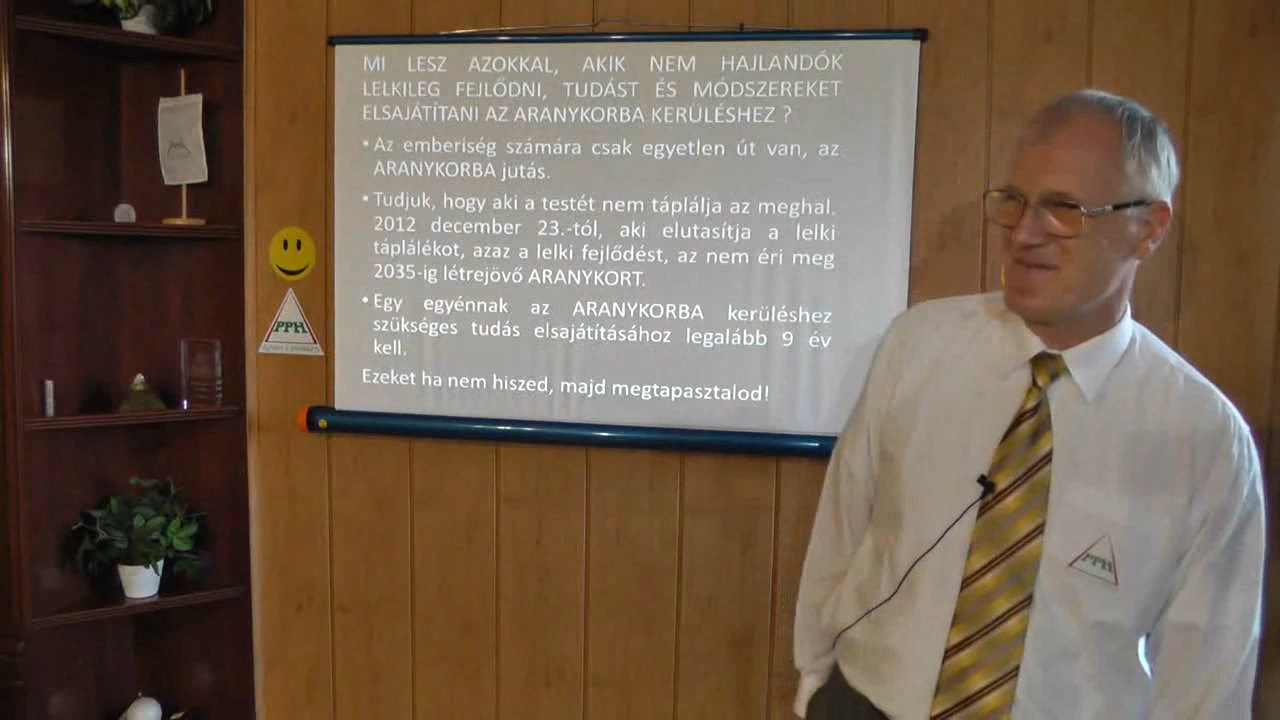 MI LESZ AZOKKAL, AKIK NEM HAJLANDÓK
LELKILEG FEJLŐDNI, TUDÁST ÉS MÓDSZEREKET
ELSAJÁTÍTANI AZ ARANYKORBA KERÜLÉSHEZ ?
• Az emberiség számára csak egyetlen út van, az
ARANYKORBA jutás.
• Tudjuk, hogy aki a testét nem táplálja az meghal.
2012 december 23.-tól, aki elutasítja a lelki
táplálékot, azaz a lelki fejlődést, az nem éri meg
2035-ig létrejövő ARANYKORT.
• Egy egyénnak az ARANYKORBA kerüléshez
szükséges tudás elsajátításához legalább 9 év
kell.
Ezeket ha nem hiszed, majd megtapasztalod!
PPH
PPH